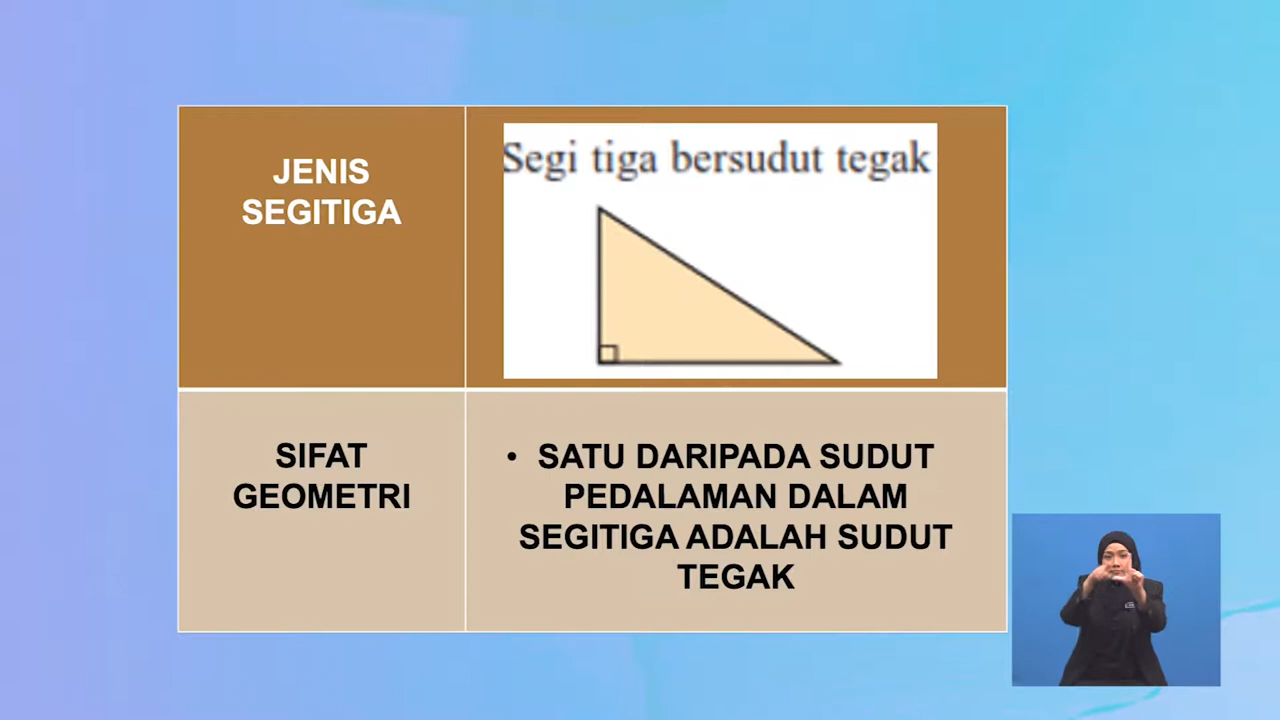 JENIS
SEGITIGA
Segi tiga bersudut tegak
SIFAT
GEOMETRI
• SATU DARIPADA SUDUT
PEDALAMAN DALAM
SEGITIGA ADALAH SUDUT
TEGAK